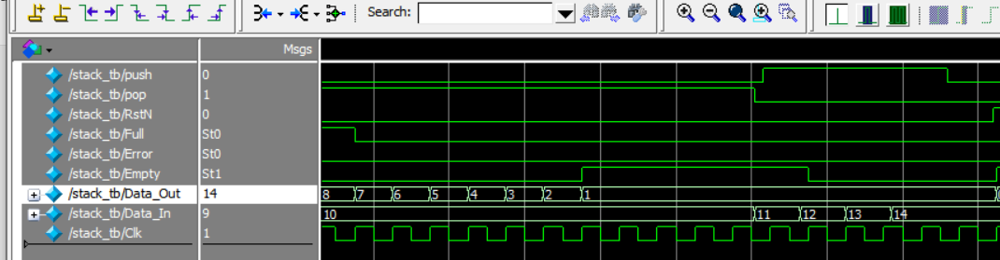 Search:
Msgs
/stack_tb/push 0
/stack_tb/pop 1
/stack_tb/RstN 0
/stack_tb/Full St0
/stack_tb/Error St0
/stack_tb/Empty St1
/stack_tb/Data_Out 14 8 7 6 5 4 3 2 1
/stack_tb/Data_In 9 10 11 12 13 14
/stack_tb/Clk 1